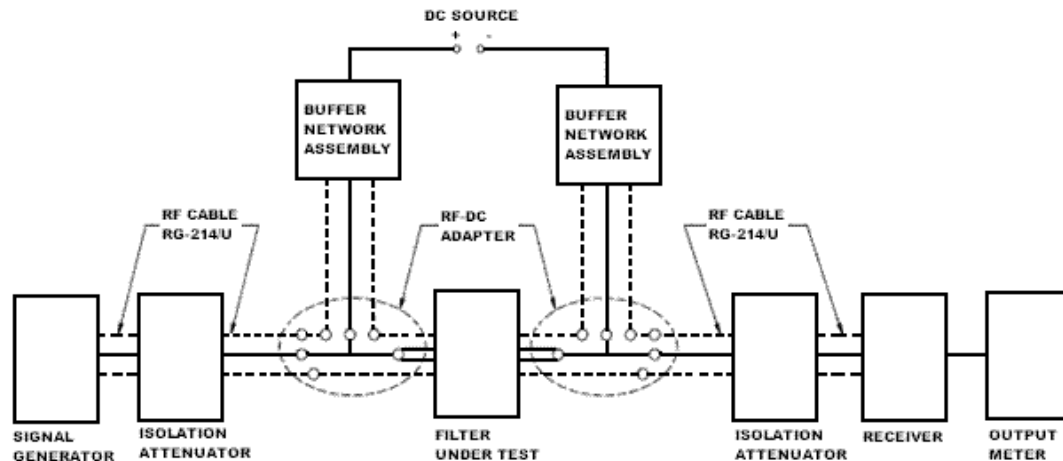 DC SOURCE
+ -
BUFFER
NETWORK
ASSEMBLY
BUFFER
NETWORK
ASSEMBLY
RF CABLE
RG-214/U
RF-DC
ADAPTER
RF CABLE
RG-214/U
SIGNAL
GENERATOR
ISOLATION
ATTENUATOR
FILTER
UNDER TEST
ISOLATION
ATTENUATOR
RECEIVER
OUTPUT
METER